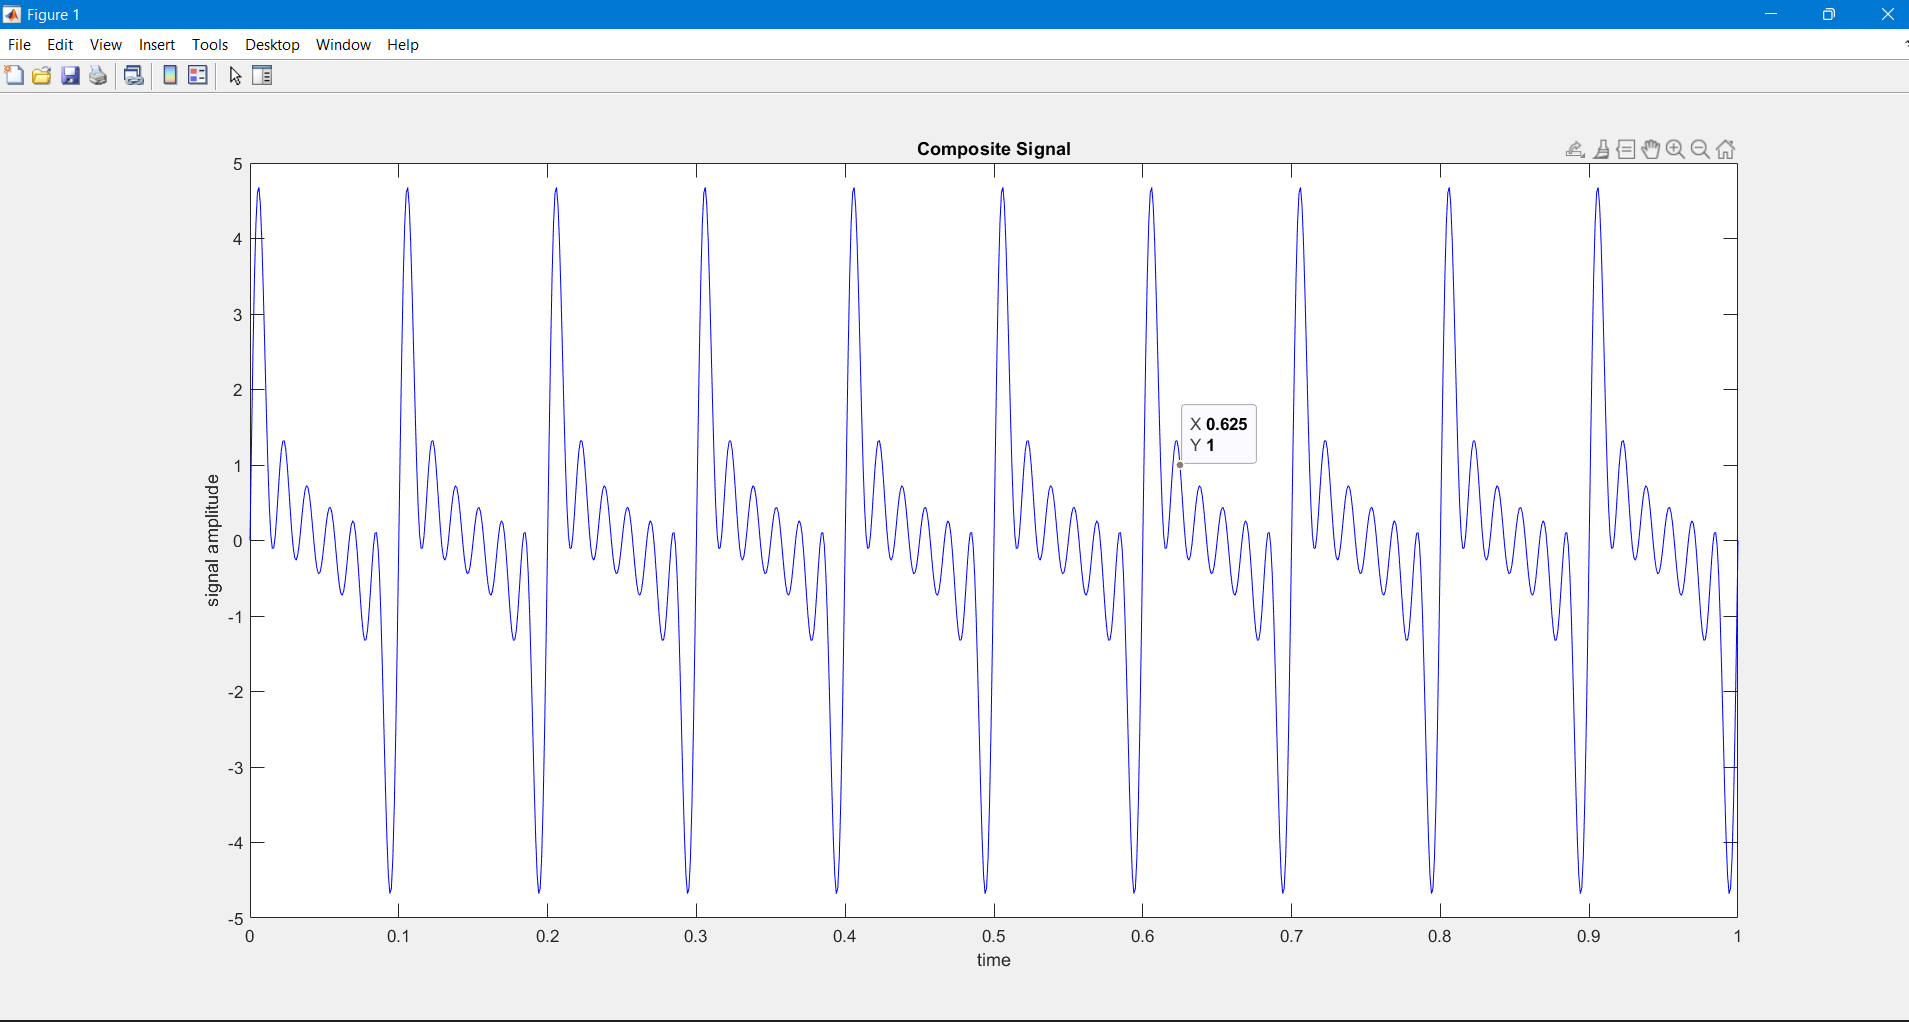 Figure 1
File Edit View Insert Tools Desktop Window Help
Composite Signal
5
4
3
2
1
0
-1
-2
-3
-4
-5
signal amplitude
X 0.625
Y 1
0 0.1 0.2 0.3 0.4 0.5 0.6 0.7 0.8 0.9 1
time